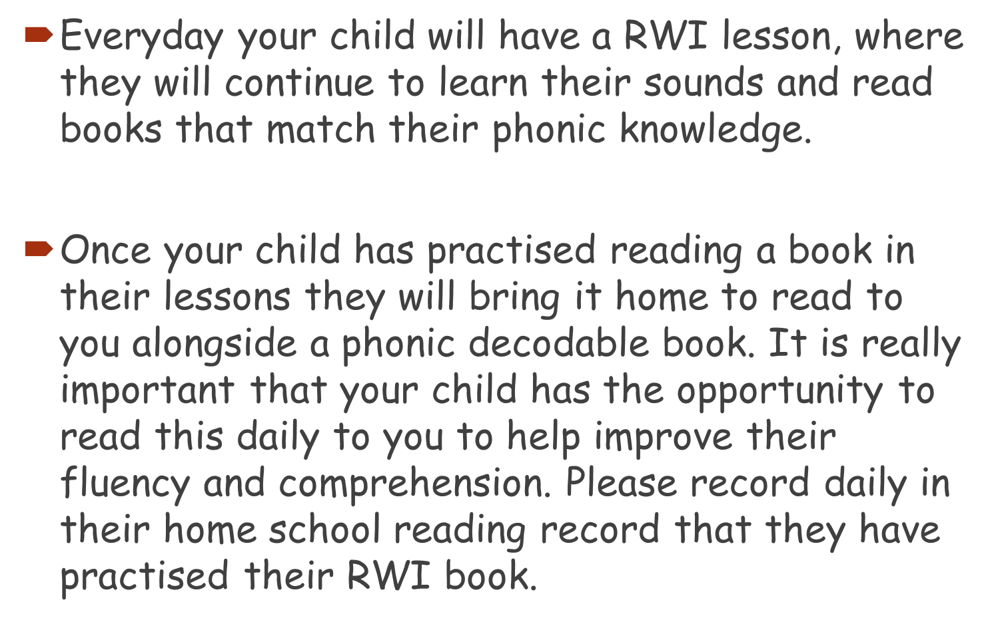 Everyday your child will have a RWI lesson, where
they will continue to learn their sounds and read
books that match their phonic knowledge.
Once your child has practised reading a book in
their lessons they will bring it home to read to
you alongside a phonic decodable book. It is really
important that your child has the opportunity to
read this daily to you to help improve their
fluency and comprehension. Please record daily in
their home school reading record that they have
practised their RWI book.